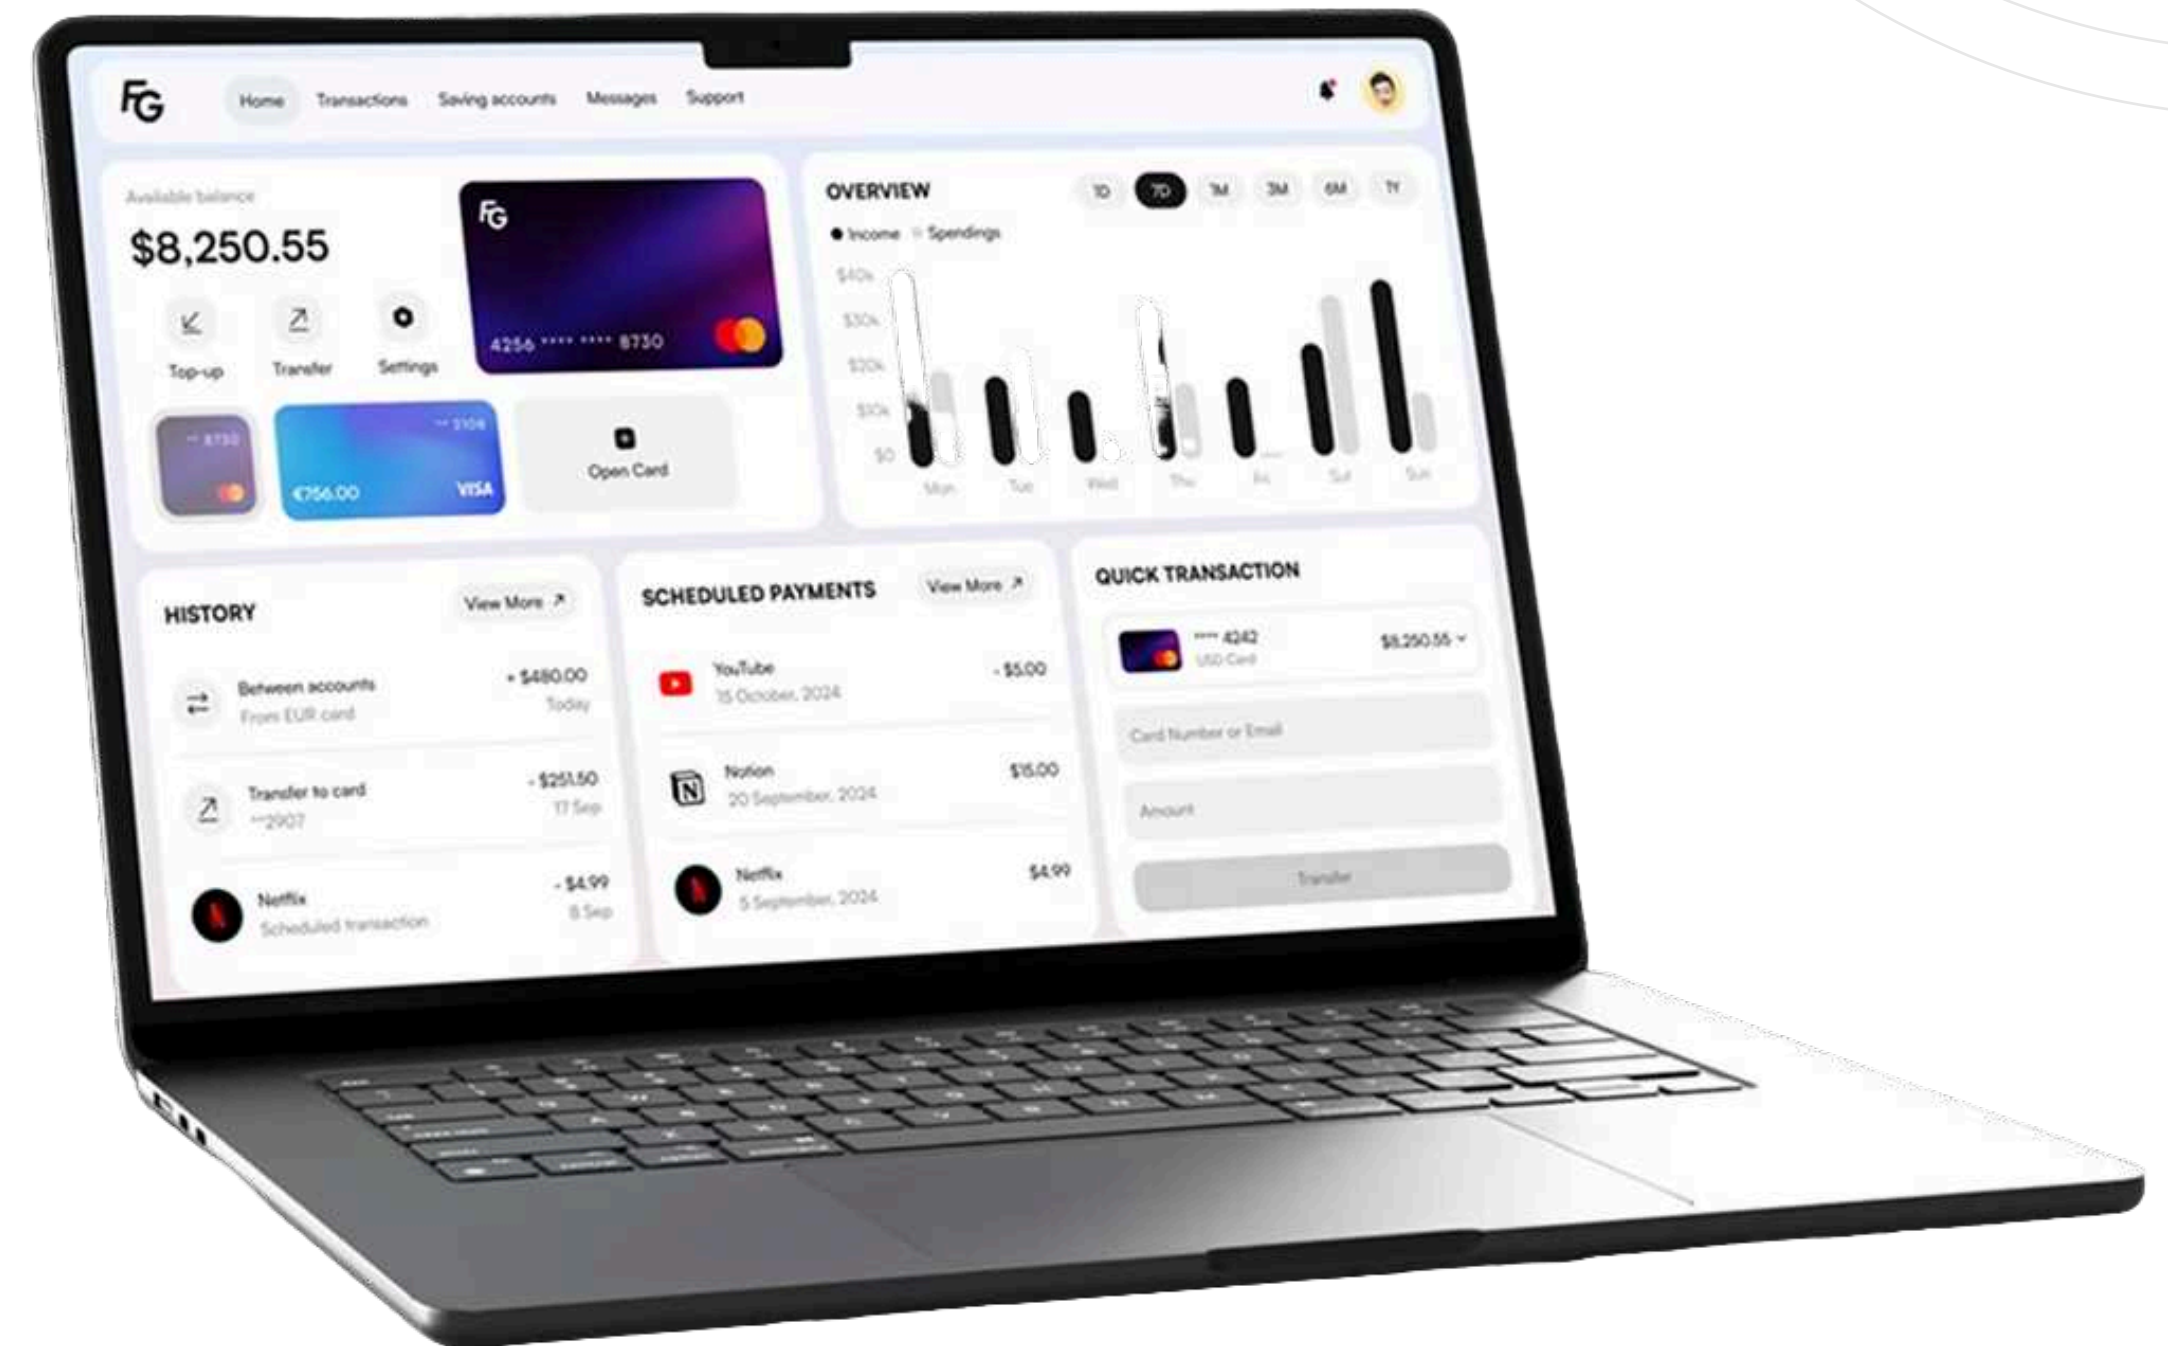 FG
Home Transactions Saving accounts Messages Support
Available balance
$8,250.55
Top-up Transfer Settings
FG
4256 **** **** 8730
** 8730
** 2108
€756.00 VISA
Open Card
OVERVIEW
1D 7D 1M 3M 6M 1Y
Income Spendings
$40k
$30k
$20k
$10k
$0
Mon Tue Wed Thu Fri Sut Sun
HISTORY
View More
Between accounts + $480.00
From EUR card Today
Transfer to card - $251.50
**2907 17 Sep
Netflix - $4.99
Scheduled transaction 8 Sep
SCHEDULED PAYMENTS
View More
YouTube - $5.00
15 October, 2024
Notion $15.00
20 September, 2024
Netflix $4.99
5 September, 2024
QUICK TRANSACTION
**** 4242 $8,250.55
USD Card
Card Number or Email
Amount
Transfer